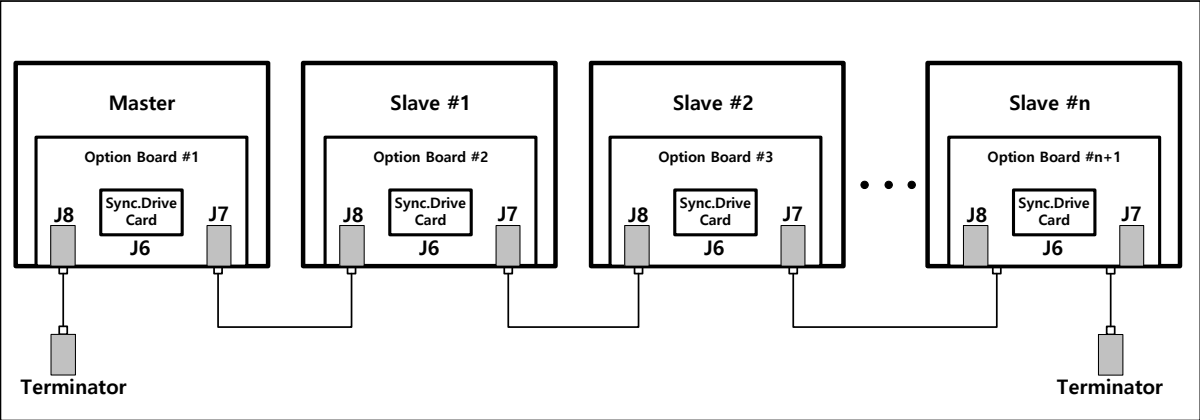 Master
Option Board #1
Sync.Drive
Card
J8
J7
J6
Slave #1
Option Board #2
Sync.Drive
Card
J8
J7
J6
Slave #2
Option Board #3
Sync.Drive
Card
J8
J7
J6
Slave #n
Option Board #n+1
Sync.Drive
Card
J8
J7
J6
Terminator
Terminator